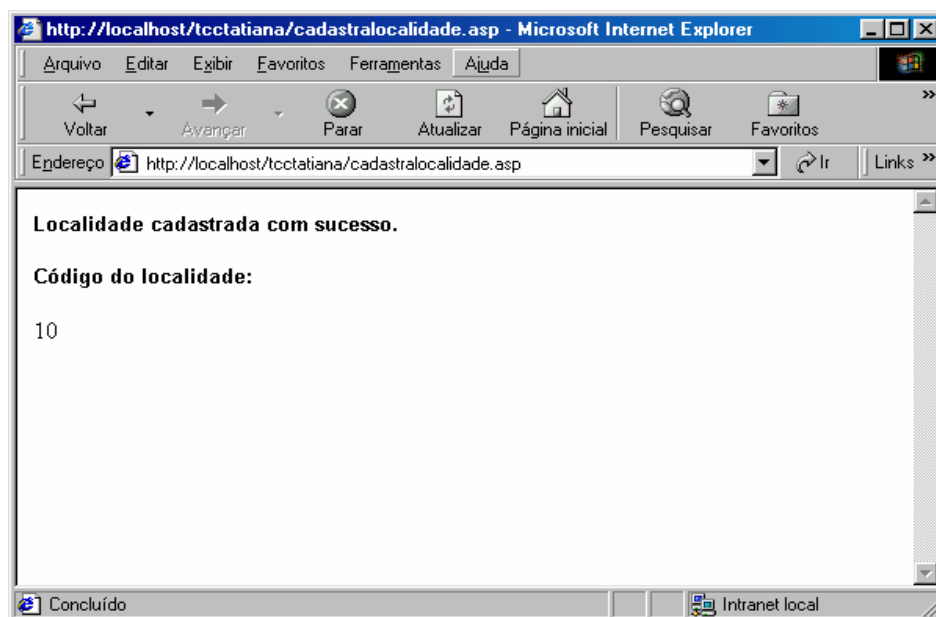 http://localhost/tcctatiana/cadastralocalidade.asp - Microsoft Internet Explorer
Arquivo Editar Exibir Favoritos Ferramentas Ajuda
Voltar Avançar Parar Atualizar Página inicial Pesquisar Favoritos »
Endereço http://localhost/tcctatiana/cadastralocalidade.asp Ir Links »
Localidade cadastrada com sucesso.
Código do localidade:
10
Concluído Intranet local